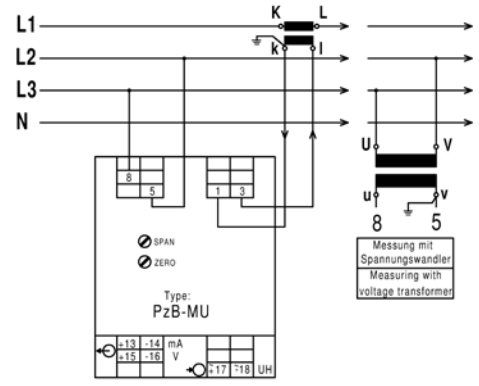 K L
L1
k l
L2
L3
N
U V
8
5 1 3
u v
8 5
SPAN
ZERO
Messung mit
Spannungswandler
Measuring with
voltage transformer
Type:
PzB-MU
+13 -14 mA
+15 -16 V
+17 -18 UH